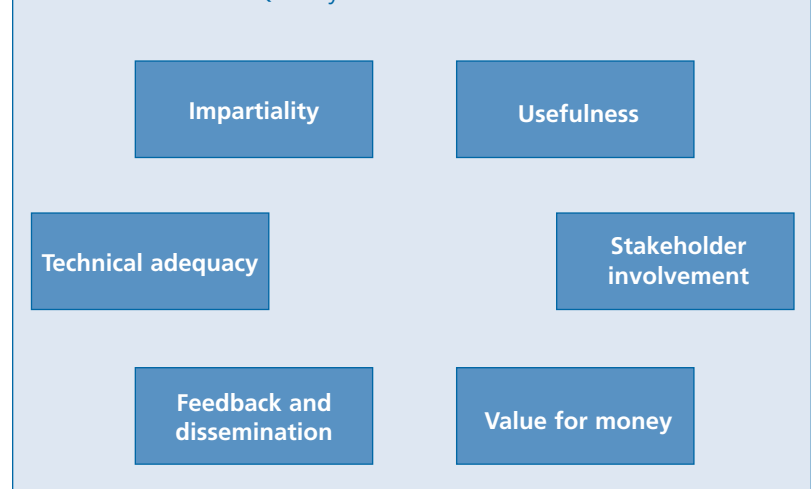 Impartiality
Usefulness
Technical adequacy
Stakeholder
involvement
Feedback and
dissemination
Value for money